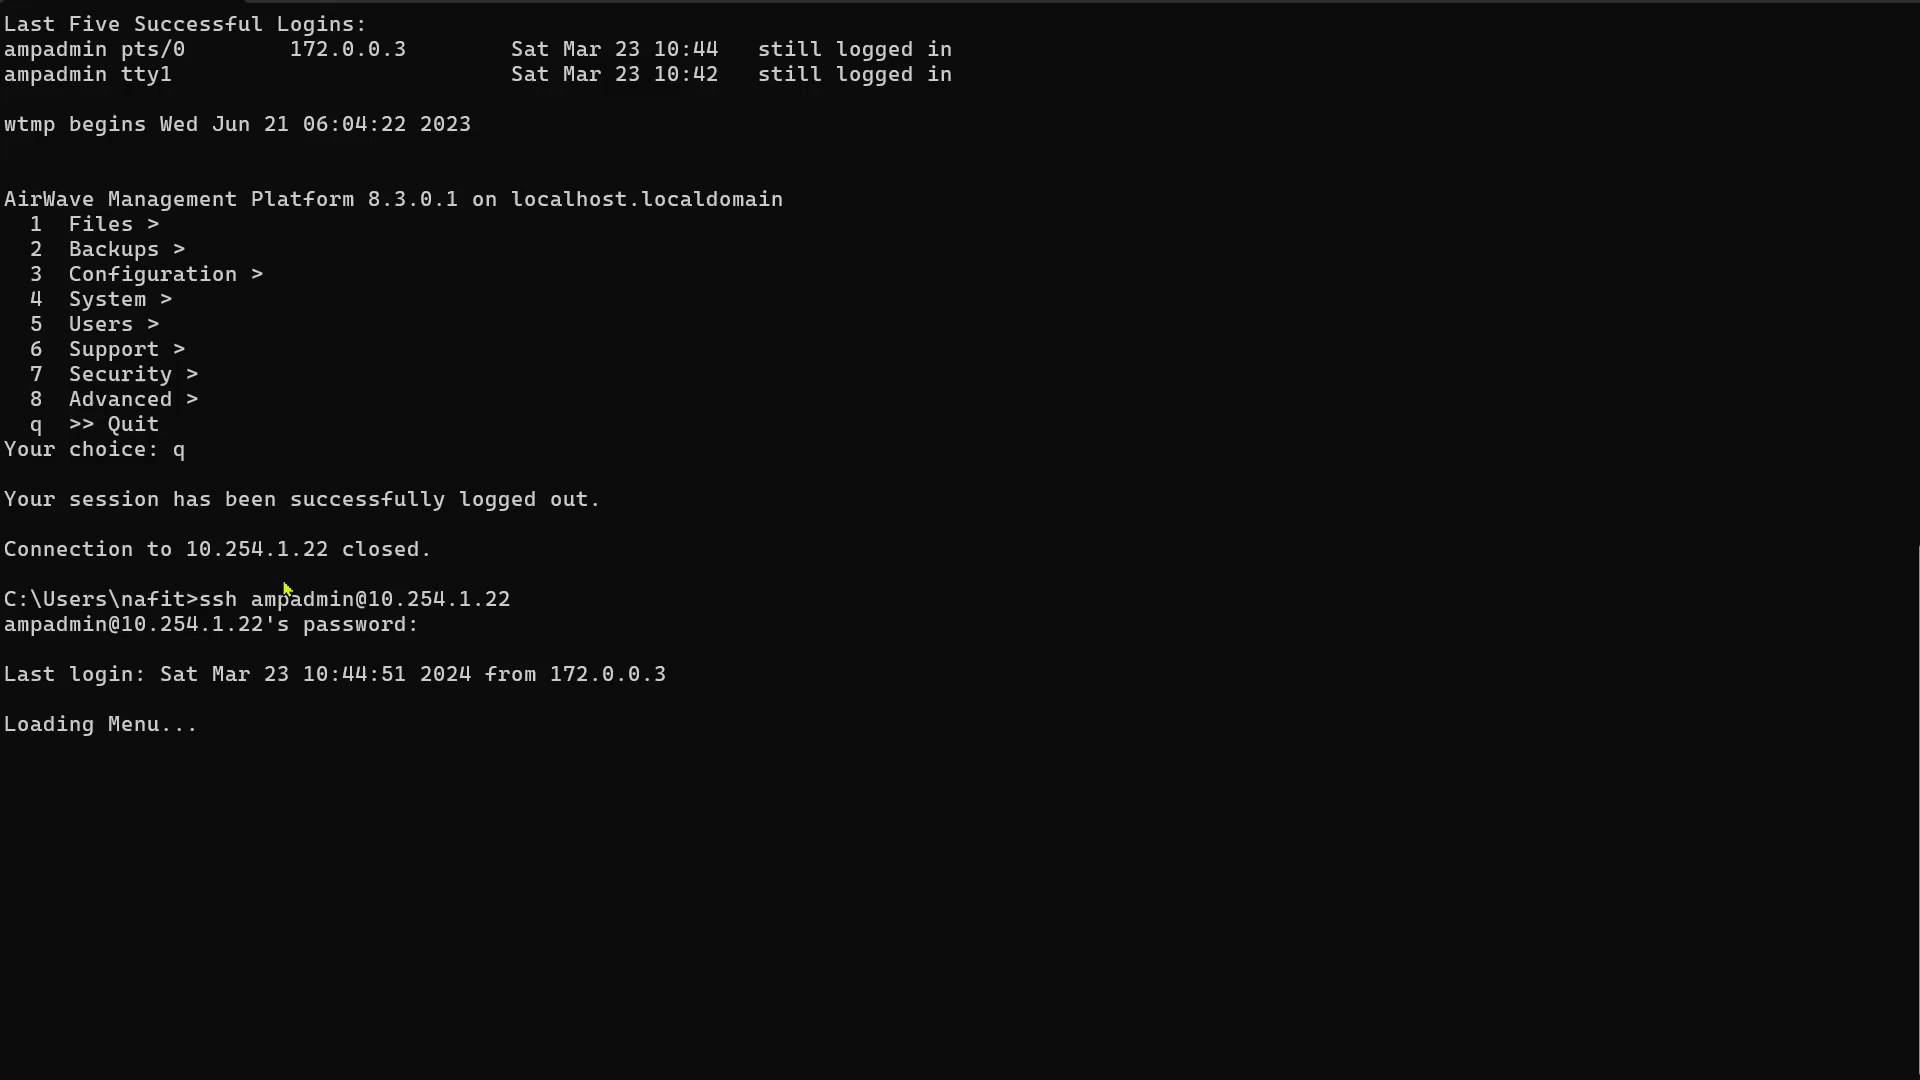 Last Five Successful Logins:
ampadmin pts/0        172.0.0.3        Sat Mar 23 10:44   still logged in
ampadmin tty1                          Sat Mar 23 10:42   still logged in
wtmp begins Wed Jun 21 06:04:22 2023
AirWave Management Platform 8.3.0.1 on localhost.localdomain
  1  Files >
  2  Backups >
  3  Configuration >
  4  System >
  5  Users >
  6  Support >
  7  Security >
  8  Advanced >
  q  >> Quit
Your choice: q
Your session has been successfully logged out.
Connection to 10.254.1.22 closed.
C:\Users\nafit>ssh ampadmin@10.254.1.22
ampadmin@10.254.1.22's password:
Last login: Sat Mar 23 10:44:51 2024 from 172.0.0.3
Loading Menu...